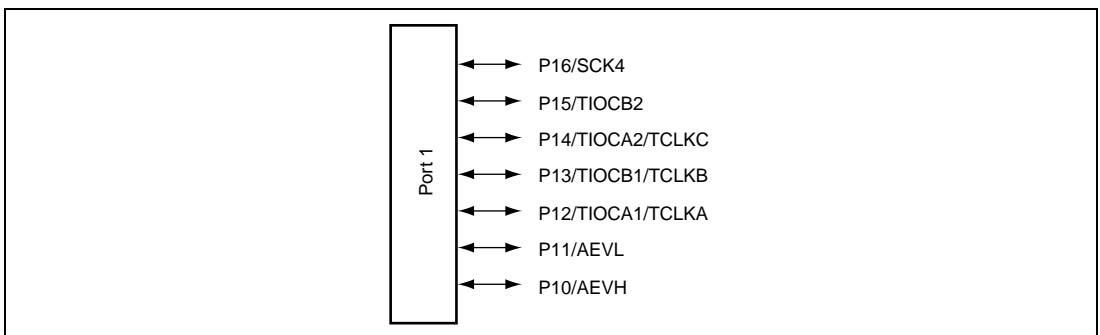 Port 1
P16/SCK4
P15/TIOCB2
P14/TIOCA2/TCLKC
P13/TIOCB1/TCLKB
P12/TIOCA1/TCLKA
P11/AEVL
P10/AEVH